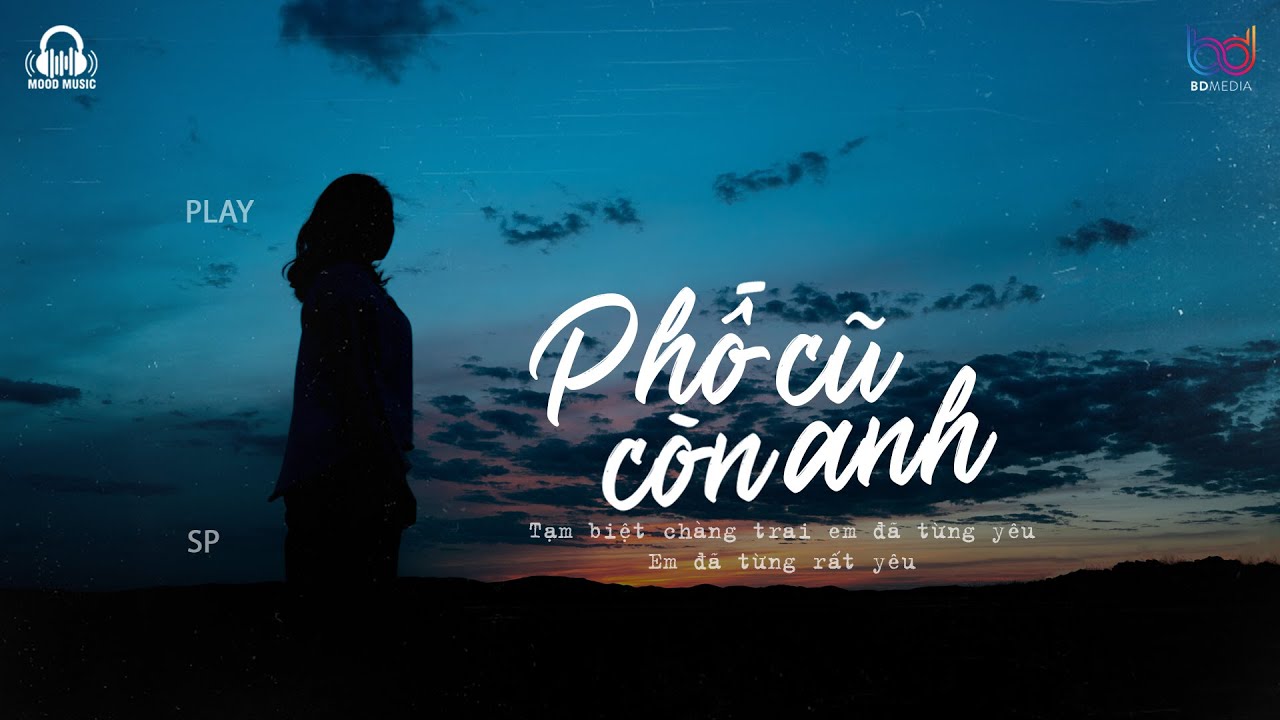 MOOD MUSIC
bd
BDMEDIA
PLAY
Phỗ cũ
còn anh
Tạm biệt chàng trai em đã từng yêu
Em đã từng rất yêu
SP